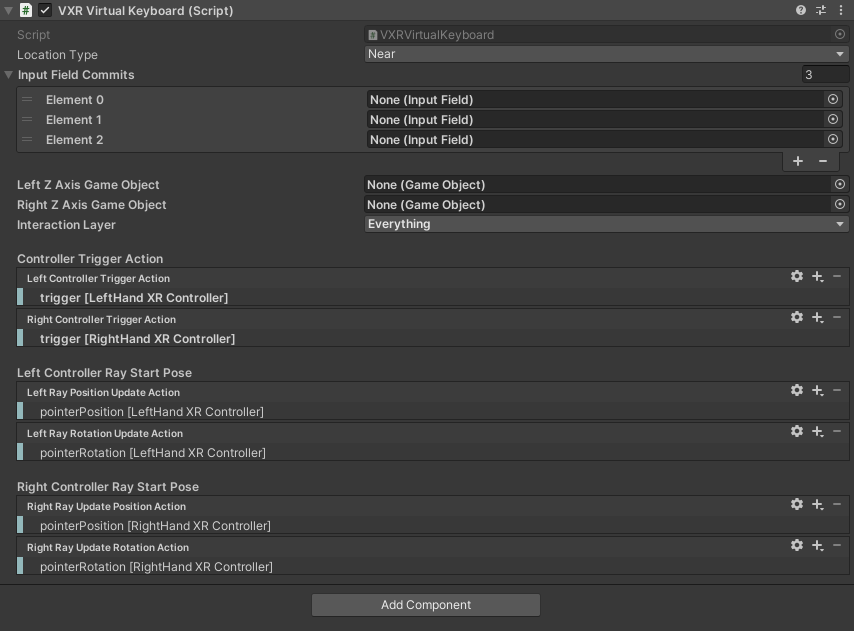 VXR Virtual Keyboard (Script)
Script VXRVirtualKeyboard
Location Type Near
Input Field Commits 3
Element 0 None (Input Field)
Element 1 None (Input Field)
Element 2 None (Input Field)
Left Z Axis Game Object None (Game Object)
Right Z Axis Game Object None (Game Object)
Interaction Layer Everything
Controller Trigger Action
Left Controller Trigger Action
trigger [LeftHand XR Controller]
Right Controller Trigger Action
trigger [RightHand XR Controller]
Left Controller Ray Start Pose
Left Ray Position Update Action
pointerPosition [LeftHand XR Controller]
Left Ray Rotation Update Action
pointerRotation [LeftHand XR Controller]
Right Controller Ray Start Pose
Right Ray Update Position Action
pointerPosition [RightHand XR Controller]
Right Ray Update Rotation Action
pointerRotation [RightHand XR Controller]
Add Component